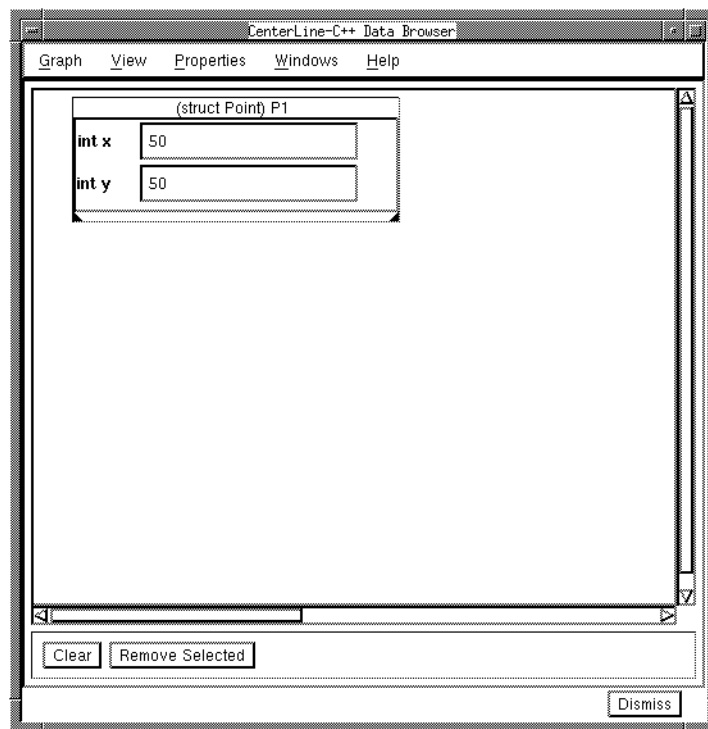 CenterLine-C++ Data Browser
Graph View Properties Windows Help
(struct Point) P1
int x 50
int y 50
Clear Remove Selected
Dismiss